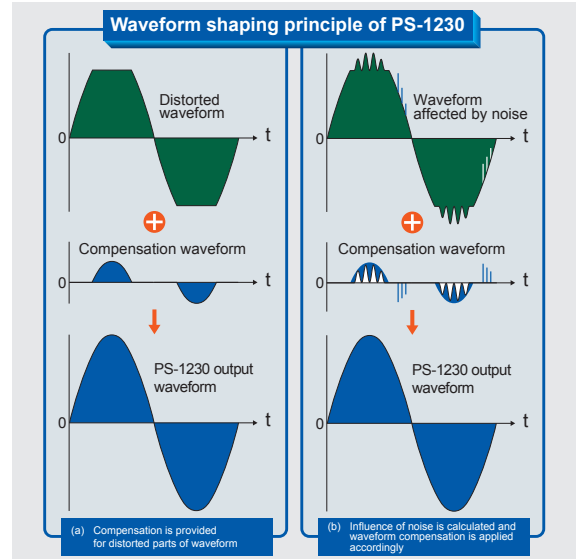 Waveform shaping principle of PS-1230
Distorted
waveform
0
t
Compensation waveform
0
PS-1230 output
waveform
0
t
(a) Compensation is provided
for distorted parts of waveform
Waveform
affected by noise
0
t
Compensation waveform
0
PS-1230 output
waveform
0
t
(b) Influence of noise is calculated and
waveform compensation is applied
accordingly